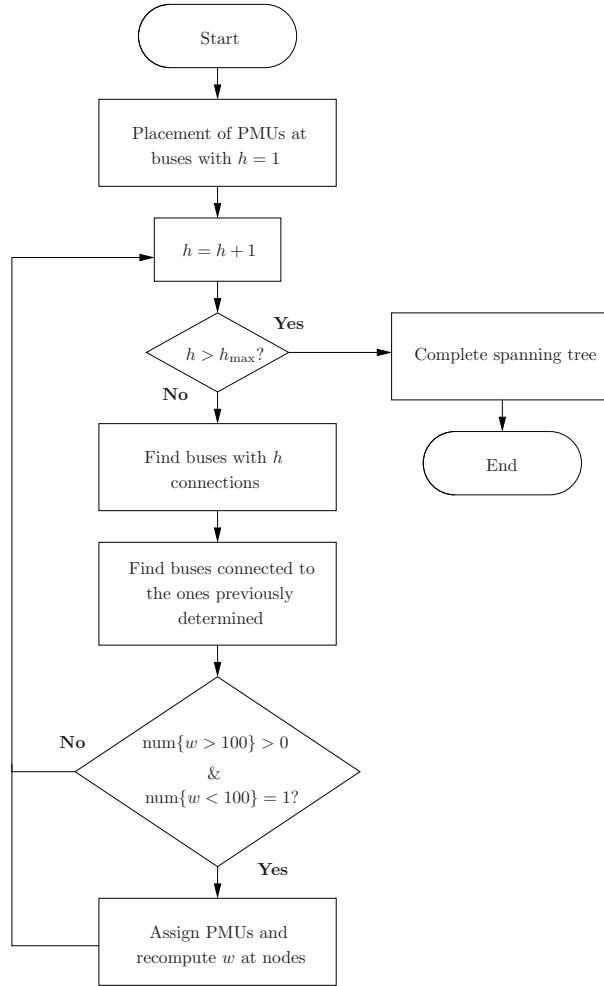 Start
Placement of PMUs at
buses with h = 1
h = h + 1
Yes
h > hmax?
Complete spanning tree
No
Find buses with h
connections
End
Find buses connected to
the ones previously
determined
No
num{w > 100} > 0
&
num{w < 100} = 1?
Yes
Assign PMUs and
recompute w at nodes